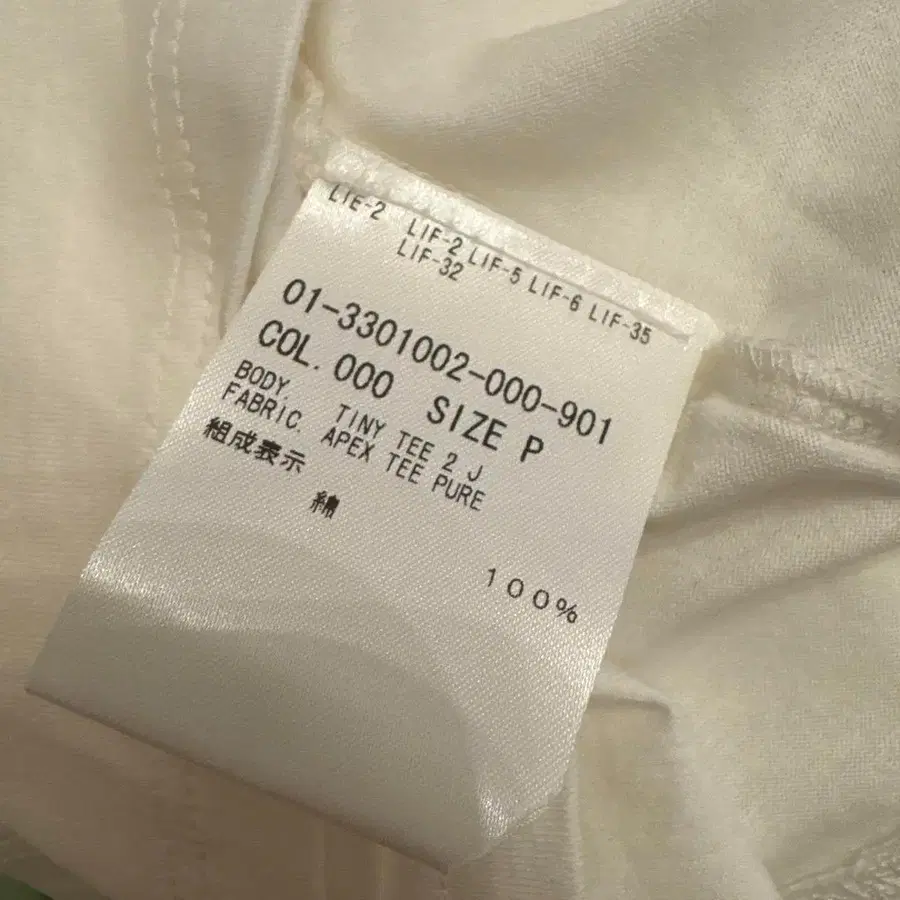 LIE-2
LIF-2 LIF-5 LIF-6 LIF-35
LIF-32
01-3301002-000-901
COL. 000 SIZE P
BODY. TINY TEE 2 J
FABRIC. APEX TEE PURE
組成表示
綿
100%